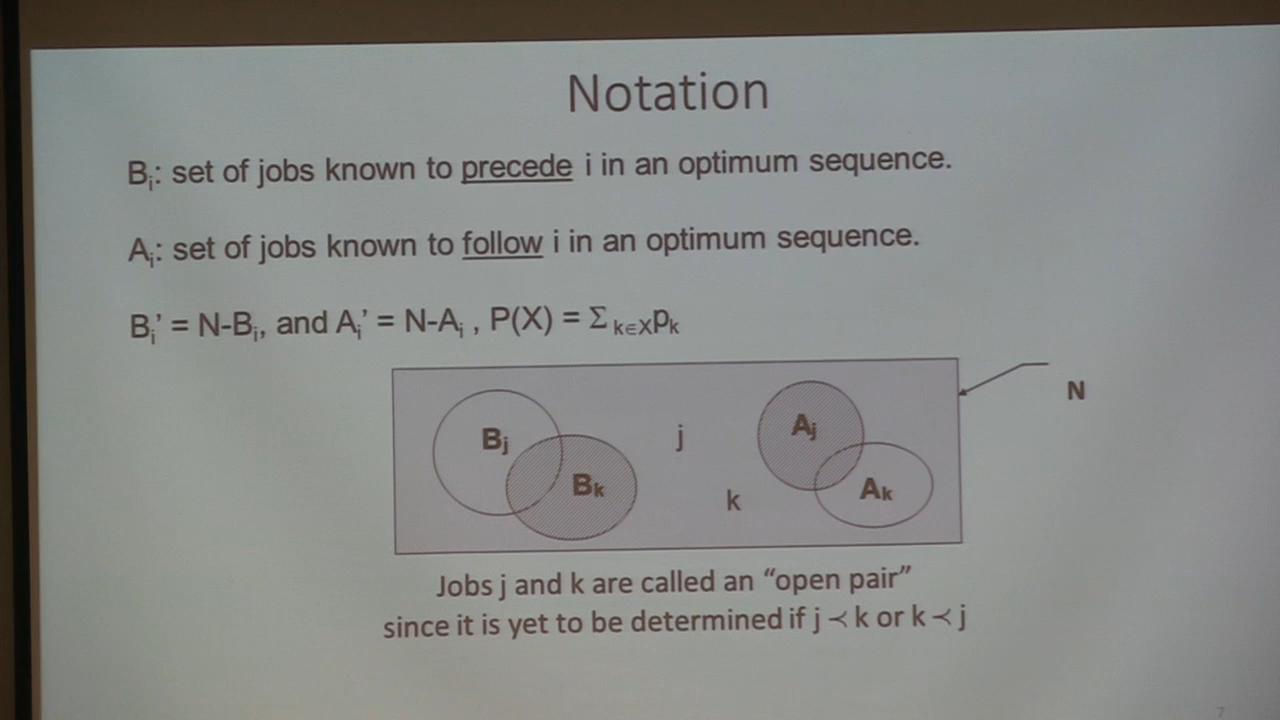 Notation
Bᵢ: set of jobs known to precede i in an optimum sequence.
Aᵢ: set of jobs known to follow i in an optimum sequence.
Bᵢ’ = N-Bᵢ, and Aᵢ’ = N-Aᵢ , P(X) = Σ k∈X pk
N
Bj
j
Aj
Bk
k
Ak
Jobs j and k are called an “open pair”
since it is yet to be determined if j ≺ k or k ≺ j
7